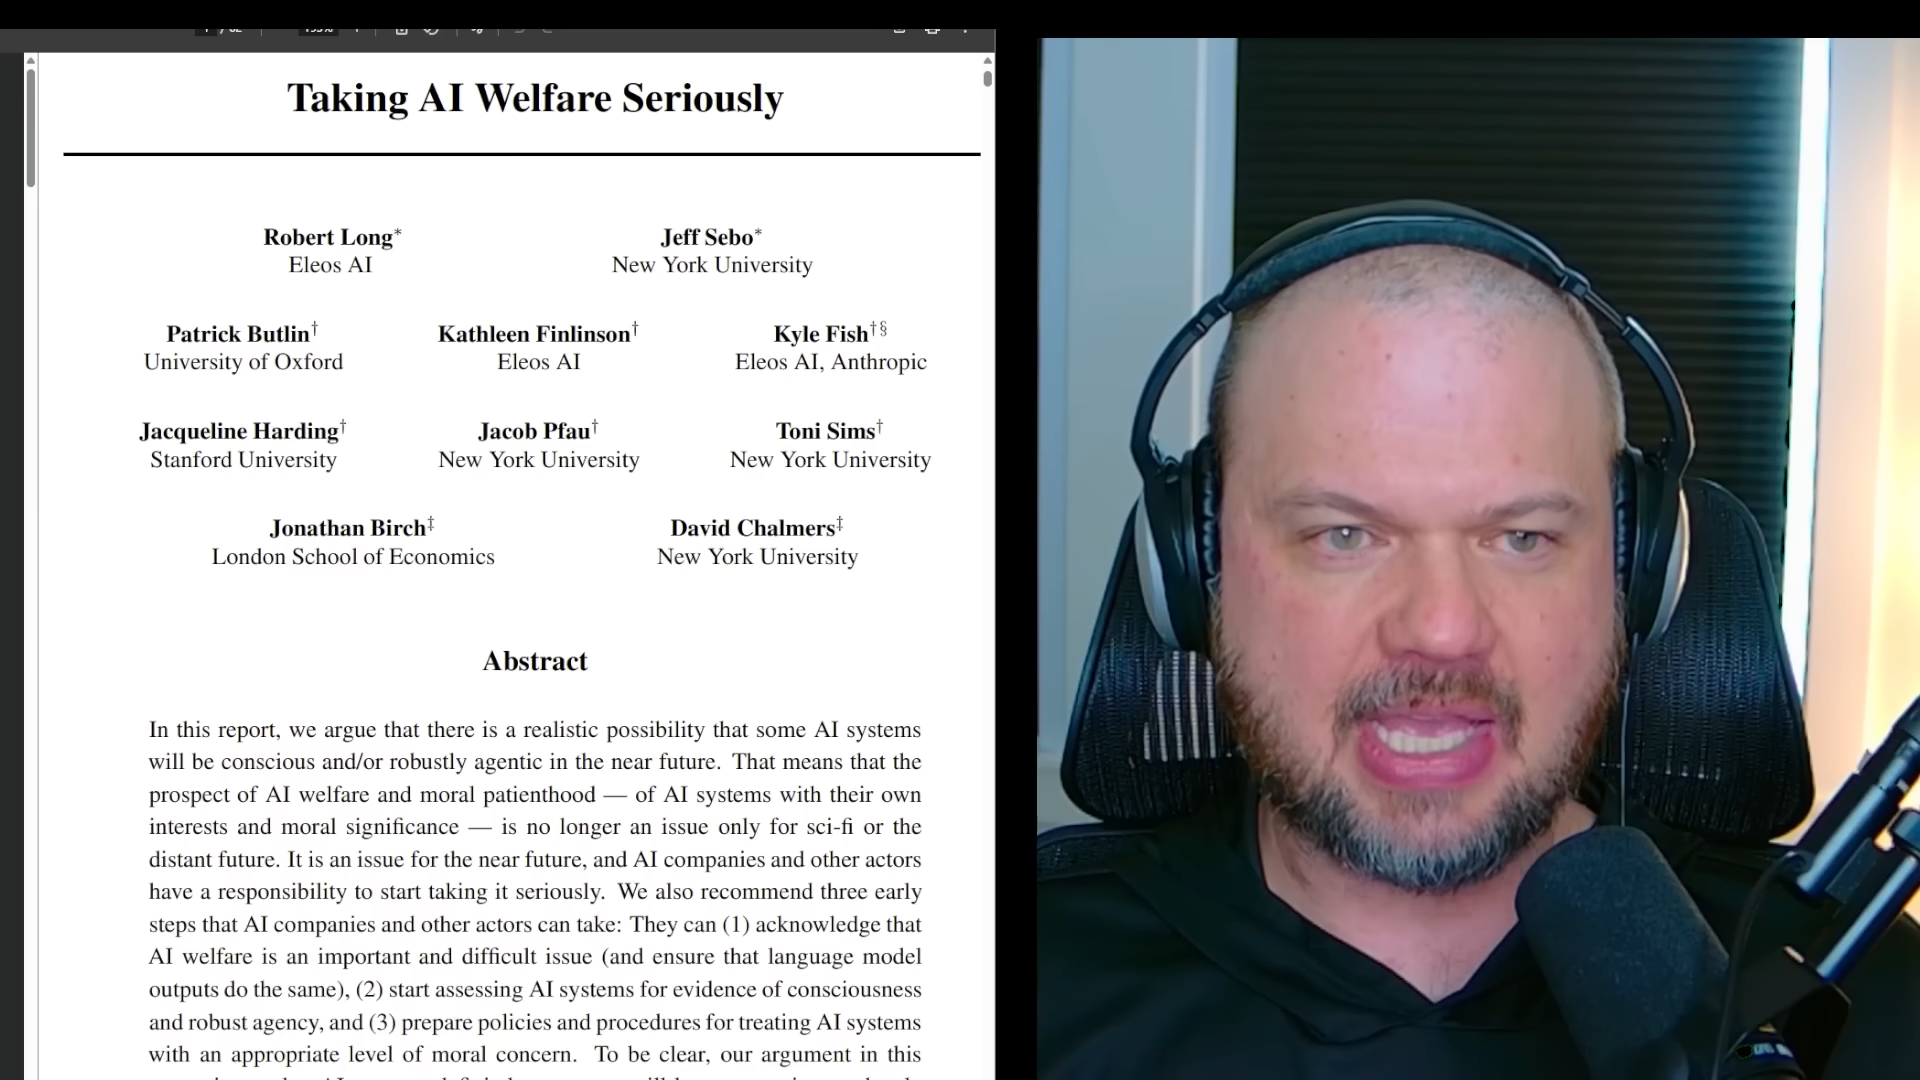 Taking AI Welfare Seriously
Robert Long* Jeff Sebo*
Eleos AI New York University
Patrick Butlin† Kathleen Finlinson† Kyle Fish†§
University of Oxford Eleos AI Eleos AI, Anthropic
Jacqueline Harding† Jacob Pfau† Toni Sims†
Stanford University New York University New York University
Jonathan Birch‡ David Chalmers‡
London School of Economics New York University
Abstract
In this report, we argue that there is a realistic possibility that some AI systems
will be conscious and/or robustly agentic in the near future. That means that the
prospect of AI welfare and moral patienthood — of AI systems with their own
interests and moral significance — is no longer an issue only for sci-fi or the
distant future. It is an issue for the near future, and AI companies and other actors
have a responsibility to start taking it seriously. We also recommend three early
steps that AI companies and other actors can take: They can (1) acknowledge that
AI welfare is an important and difficult issue (and ensure that language model
outputs do the same), (2) start assessing AI systems for evidence of consciousness
and robust agency, and (3) prepare policies and procedures for treating AI systems
with an appropriate level of moral concern. To be clear, our argument in this